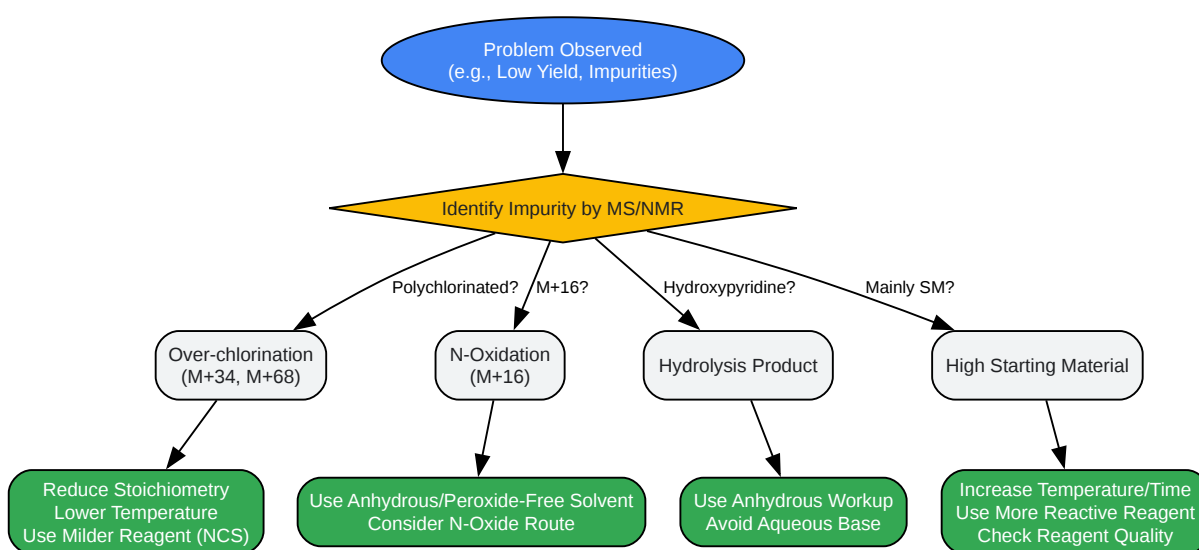 Problem Observed
(e.g., Low Yield, Impurities)
Identify Impurity by MS/NMR
Polychlorinated?
M+16?
Hydroxypyridine?
Mainly SM?
Over-chlorination
(M+34, M+68)
N-Oxidation
(M+16)
Hydrolysis Product
High Starting Material
Reduce Stoichiometry
Lower Temperature
Use Milder Reagent (NCS)
Use Anhydrous/Peroxide-Free Solvent
Consider N-Oxide Route
Use Anhydrous Workup
Avoid Aqueous Base
Increase Temperature/Time
Use More Reactive Reagent
Check Reagent Quality